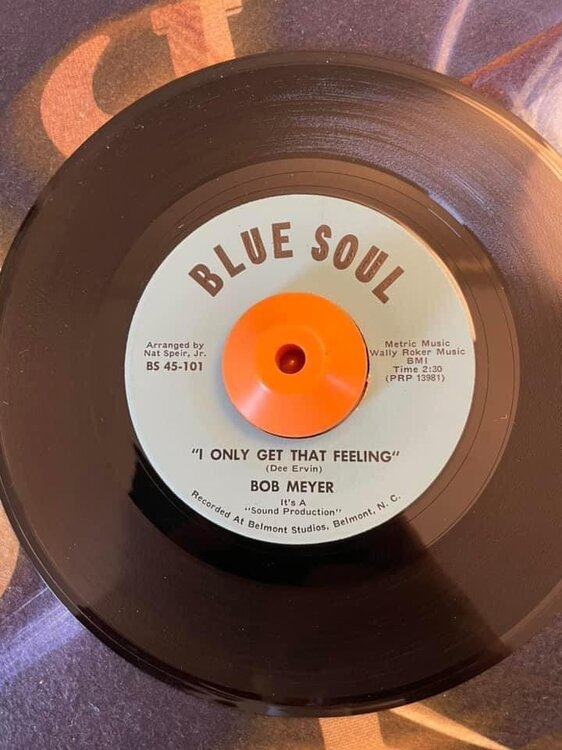 BLUE SOUL
Arranged by
Nat Speir, Jr.
BS 45-101
Metric Music
Wally Roker Music
BMI
Time 2:30
(PRP 13981)
"I ONLY GET THAT FEELING"
(Dee Ervin)
BOB MEYER
It's A
"Sound Production"
Recorded At Belmont Studios, Belmont, N. C.